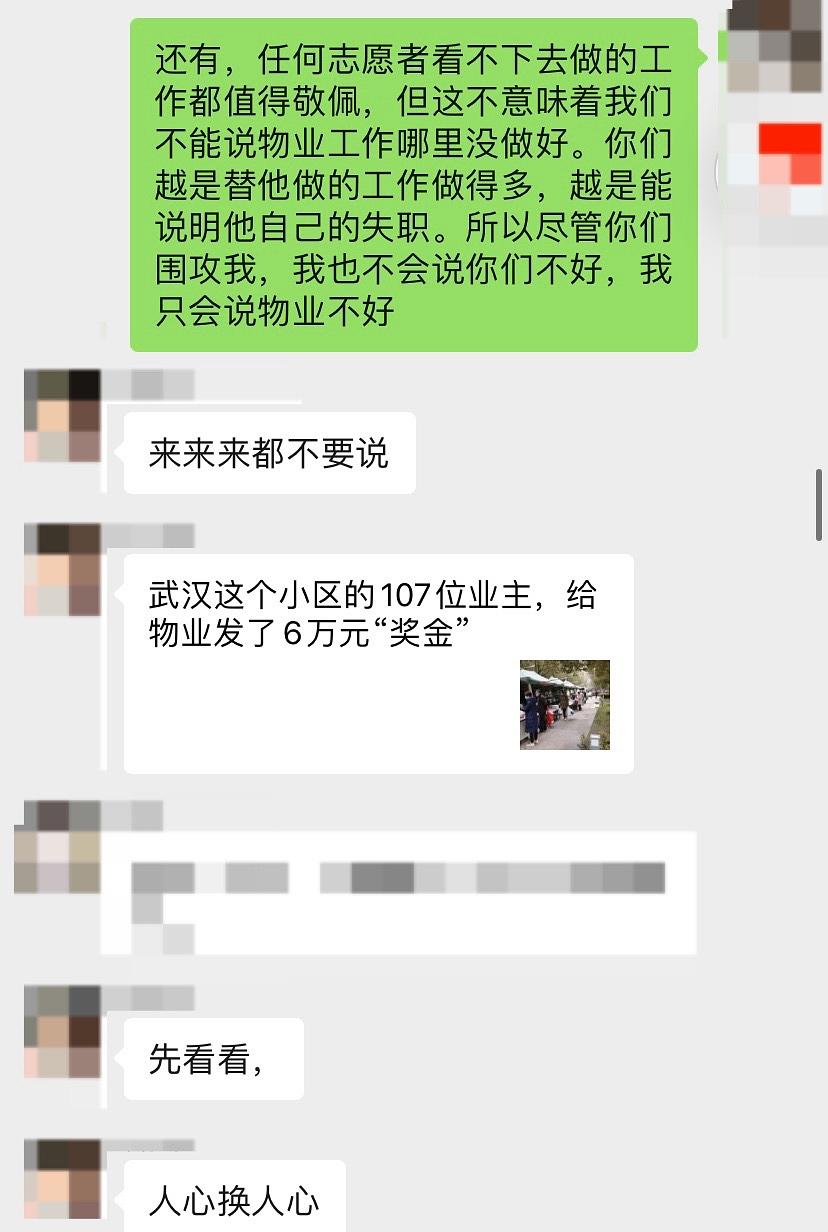 还有，任何志愿者看不下去做的工
作都值得敬佩，但这不意味着我们
不能说物业工作哪里没做好。你们
越是替他做的工作做得多，越是能
说明他自己的失职。所以尽管你们
围攻我，我也不会说你们不好，我
只会说物业不好
来来来都不要说
武汉这个小区的107位业主，给
物业发了6万元“奖金”
先看看，
人心换人心